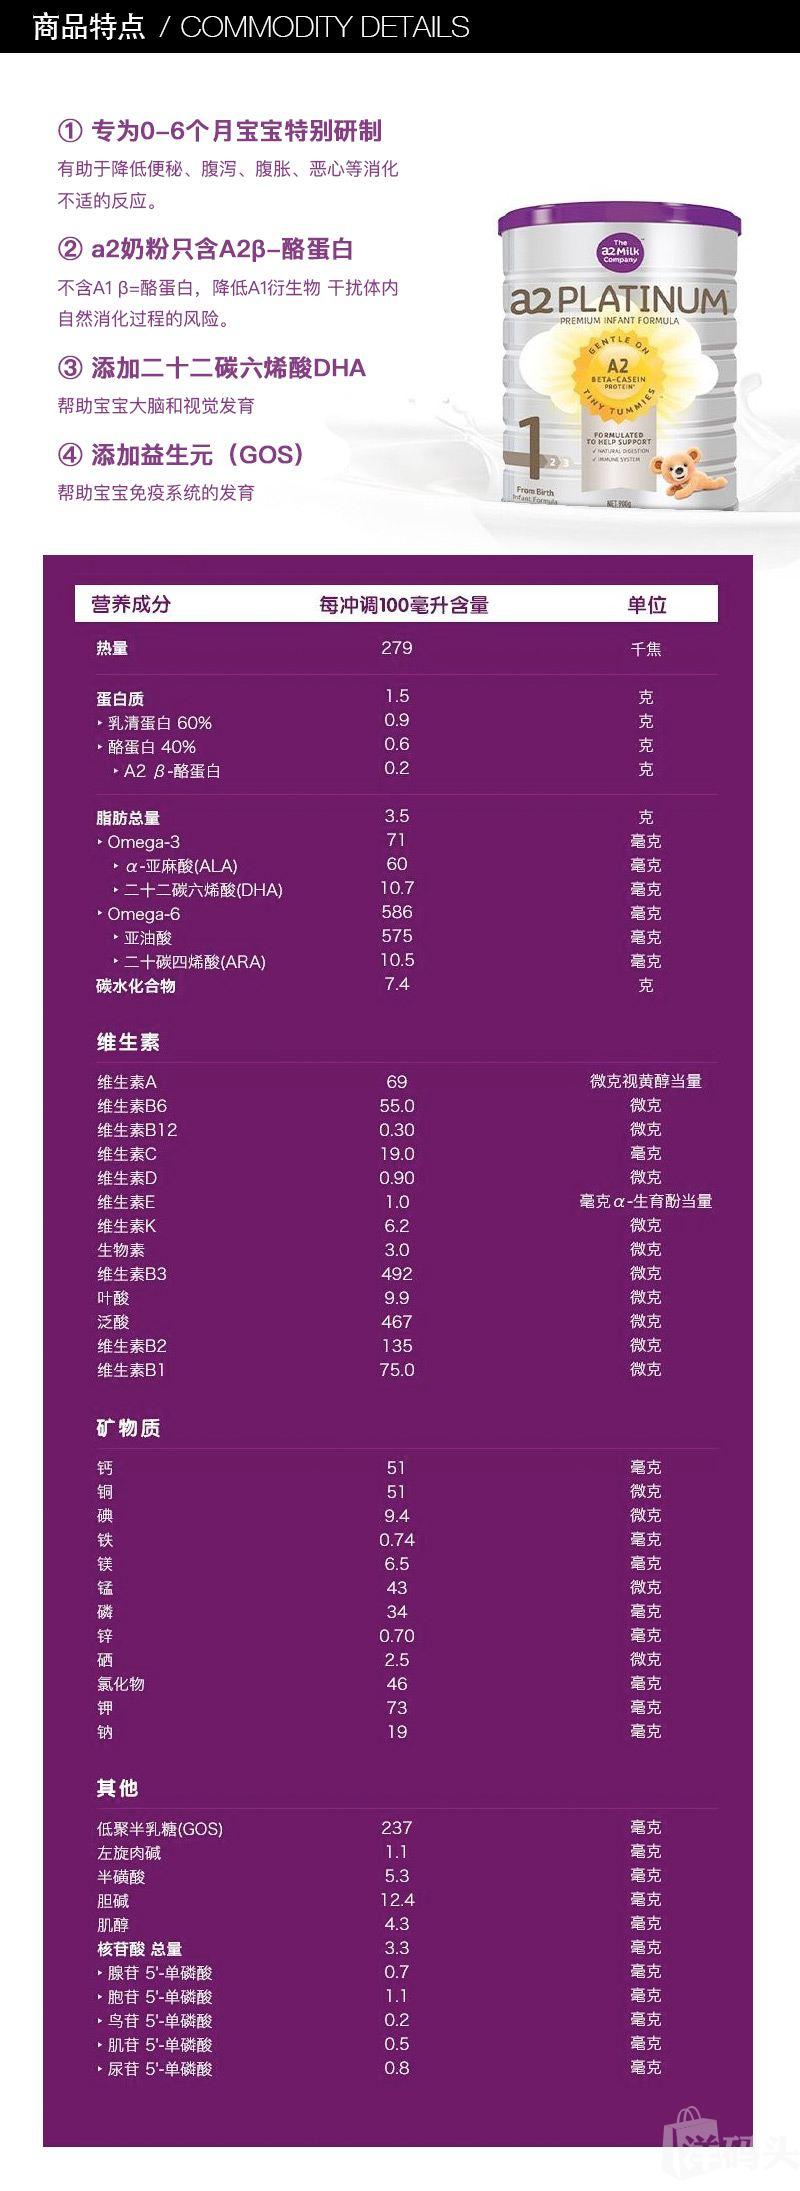 商品特点 / COMMODITY DETAILS
① 专为0-6个月宝宝特别研制
有助于降低便秘、腹泻、腹胀、恶心等消化
不适的反应。
② a2奶粉只含A2β-酪蛋白
不含A1 β=酪蛋白，降低A1衍生物 干扰体内
自然消化过程的风险。
③ 添加二十二碳六烯酸DHA
帮助宝宝大脑和视觉发育
④ 添加益生元（GOS）
帮助宝宝免疫系统的发育
The
a2 Milk
Company
a2 PLATINUM
PREMIUM INFANT FORMULA
GENTLE ON
A2
BETA-CASEIN
PROTEIN*
TINY TUMMIES
FORMULATED
TO HELP SUPPORT
✓ NATURAL DIGESTION
✓ IMMUNE SYSTEM
1 2 3
From Birth
Infant Formula
NET 900g
营养成分 每冲调100毫升含量 单位
热量 279 千焦
蛋白质 1.5 克
‣ 乳清蛋白 60% 0.9 克
‣ 酪蛋白 40% 0.6 克
‣ A2 β-酪蛋白 0.2 克
脂肪总量 3.5 克
‣ Omega-3 71 毫克
‣ α-亚麻酸(ALA) 60 毫克
‣ 二十二碳六烯酸(DHA) 10.7 毫克
‣ Omega-6 586 毫克
‣ 亚油酸 575 毫克
‣ 二十碳四烯酸(ARA) 10.5 毫克
碳水化合物 7.4 克
维生素
维生素A 69 微克视黄醇当量
维生素B6 55.0 微克
维生素B12 0.30 微克
维生素C 19.0 毫克
维生素D 0.90 微克
维生素E 1.0 毫克α-生育酚当量
维生素K 6.2 微克
生物素 3.0 微克
维生素B3 492 微克
叶酸 9.9 微克
泛酸 467 微克
维生素B2 135 微克
维生素B1 75.0 微克
矿物质
钙 51 毫克
铜 51 微克
碘 9.4 微克
铁 0.74 毫克
镁 6.5 毫克
锰 43 微克
磷 34 毫克
锌 0.70 毫克
硒 2.5 微克
氯化物 46 毫克
钾 73 毫克
钠 19 毫克
其他
低聚半乳糖(GOS) 237 毫克
左旋肉碱 1.1 毫克
半磺酸 5.3 毫克
胆碱 12.4 毫克
肌醇 4.3 毫克
核苷酸 总量 3.3 毫克
‣ 腺苷 5'-单磷酸 0.7 毫克
‣ 胞苷 5'-单磷酸 1.1 毫克
‣ 鸟苷 5'-单磷酸 0.2 毫克
‣ 肌苷 5'-单磷酸 0.5 毫克
‣ 尿苷 5'-单磷酸 0.8 毫克
洋码头